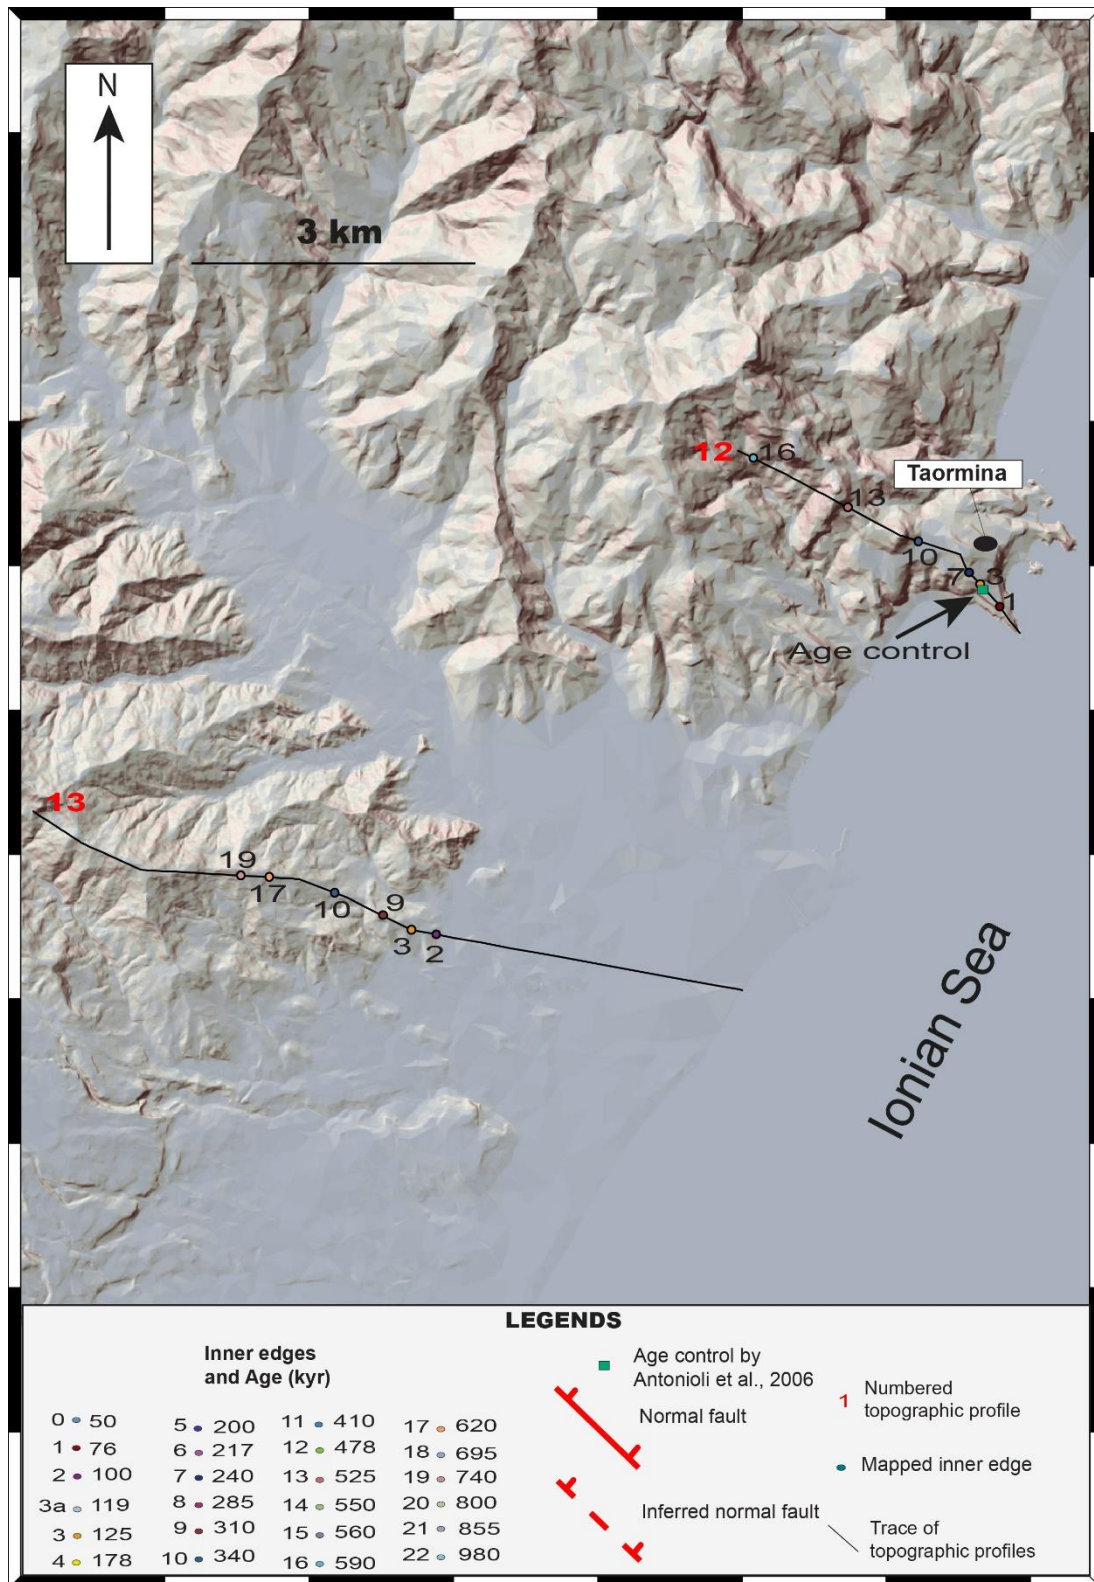 N
3 km
12
16
Taormina
13
10
7
3
1
Age control
13
19
17
10
9
3
2
Ionian Sea
LEGENDS
Inner edges
and Age (kyr)
0 50
1 76
2 100
3a 119
3 125
4 178
5 200
6 217
7 240
8 285
9 310
10 340
11 410
12 478
13 525
14 550
15 560
16 590
17 620
18 695
19 740
20 800
21 855
22 980
Age control by
Antonioli et al., 2006
Normal fault
Inferred normal fault
1 Numbered
topographic profile
Mapped inner edge
Trace of
topographic profiles